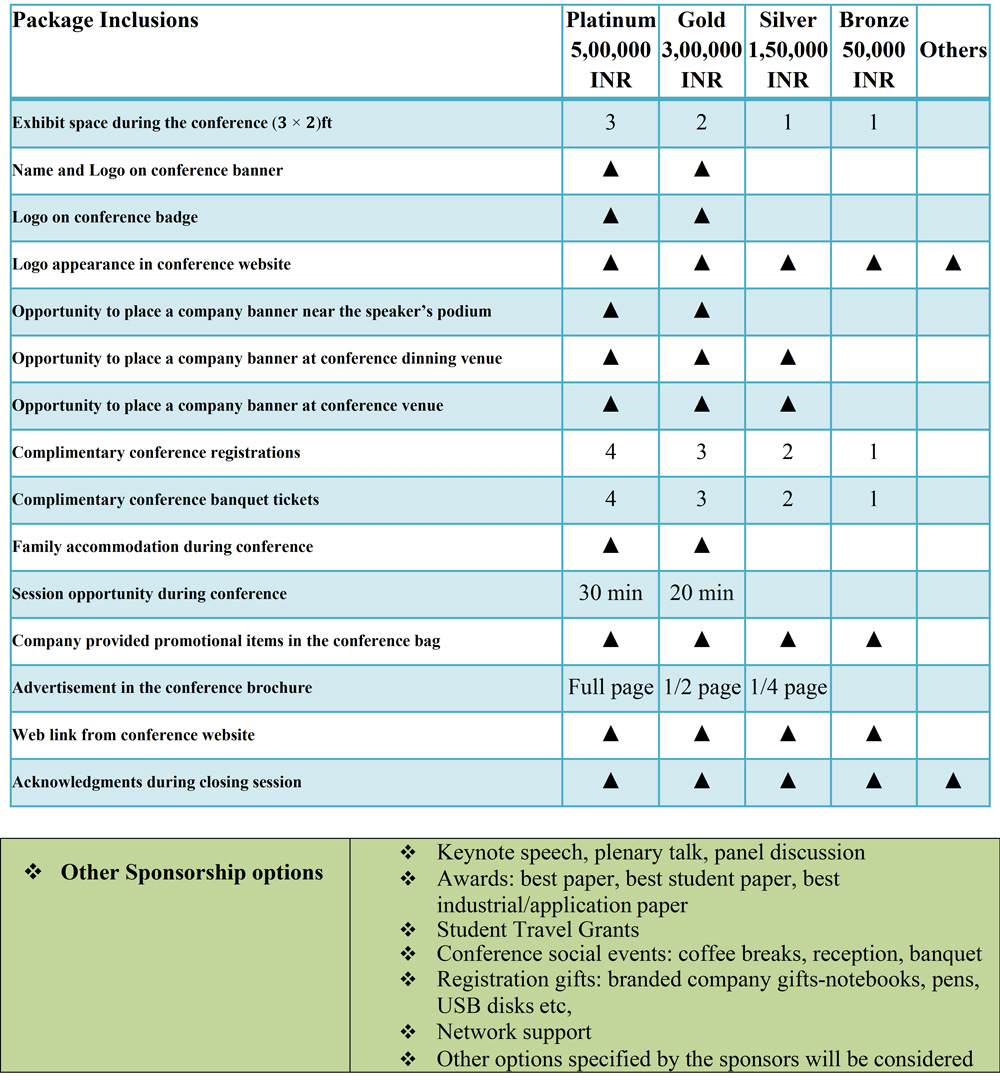 Package Inclusions Platinum 5,00,000 INR Gold 3,00,000 INR Silver 1,50,000 INR Bronze 50,000 INR Others
Exhibit space during the conference (3 × 2)ft 3 2 1 1
Name and Logo on conference banner ▲ ▲
Logo on conference badge ▲ ▲
Logo appearance in conference website ▲ ▲ ▲ ▲ ▲
Opportunity to place a company banner near the speaker’s podium ▲ ▲
Opportunity to place a company banner at conference dinning venue ▲ ▲ ▲
Opportunity to place a company banner at conference venue ▲ ▲ ▲
Complimentary conference registrations 4 3 2 1
Complimentary conference banquet tickets 4 3 2 1
Family accommodation during conference ▲ ▲
Session opportunity during conference 30 min 20 min
Company provided promotional items in the conference bag ▲ ▲ ▲ ▲
Advertisement in the conference brochure Full page 1/2 page 1/4 page
Web link from conference website ▲ ▲ ▲ ▲
Acknowledgments during closing session ▲ ▲ ▲ ▲ ▲
❖ Other Sponsorship options
❖ Keynote speech, plenary talk, panel discussion
❖ Awards: best paper, best student paper, best
industrial/application paper
❖ Student Travel Grants
❖ Conference social events: coffee breaks, reception, banquet
❖ Registration gifts: branded company gifts-notebooks, pens,
USB disks etc,
❖ Network support
❖ Other options specified by the sponsors will be considered